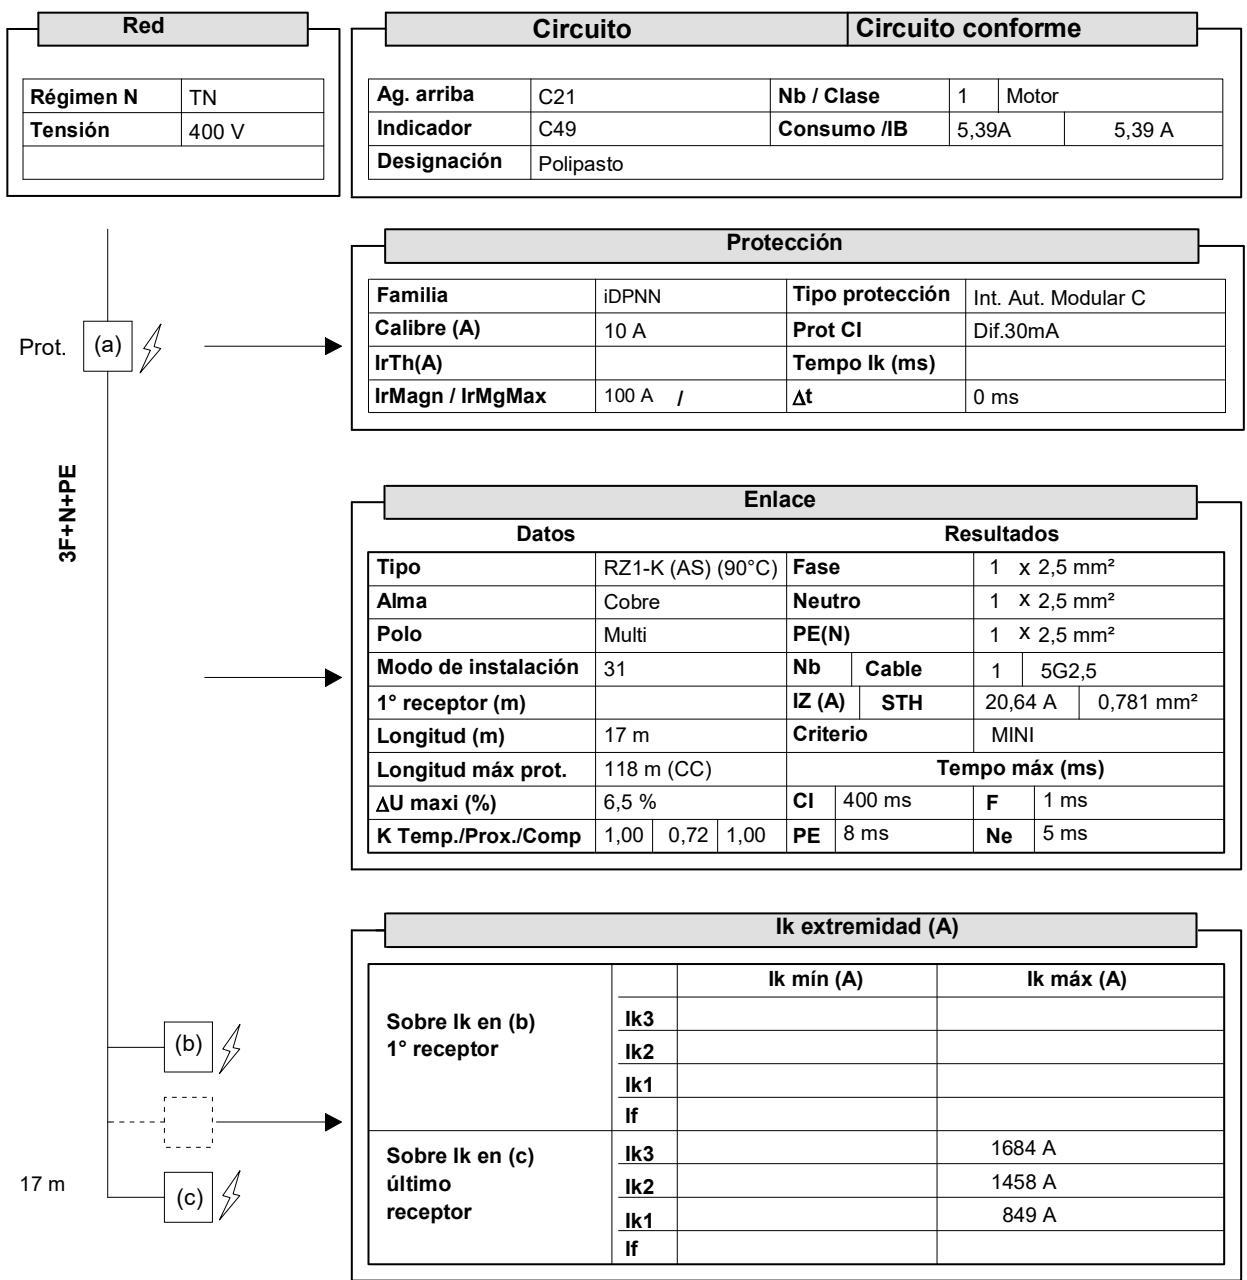 Red
Circuito Circuito conforme
Régimen N TN
Tensión 400 V
Ag. arriba C21 Nb / Clase 1 Motor
Indicador C49 Consumo /IB 5,39A 5,39 A
Designación Polipasto
Protección
Familia iDPNN Tipo protección Int. Aut. Modular C
Calibre (A) 10 A Prot CI Dif.30mA
IrTh(A) Tempo Ik (ms)
IrMagn / IrMgMax 100 A / Δt 0 ms
Prot. (a)
3F+N+PE
Enlace
Datos Resultados
Tipo RZ1-K (AS) (90°C) Fase 1 x 2,5 mm²
Alma Cobre Neutro 1 x 2,5 mm²
Polo Multi PE(N) 1 x 2,5 mm²
Modo de instalación 31 Nb Cable 1 5G2,5
1° receptor (m) IZ (A) STH 20,64 A 0,781 mm²
Longitud (m) 17 m Criterio MINI
Longitud máx prot. 118 m (CC) Tempo máx (ms)
ΔU maxi (%) 6,5 % CI 400 ms F 1 ms
K Temp./Prox./Comp 1,00 0,72 1,00 PE 8 ms Ne 5 ms
Ik extremidad (A)
Ik mín (A) Ik máx (A)
Sobre Ik en (b)
1° receptor
Ik3
Ik2
Ik1
If
(b)
Sobre Ik en (c)
último
receptor
Ik3 1684 A
Ik2 1458 A
Ik1 849 A
If
17 m
(c)